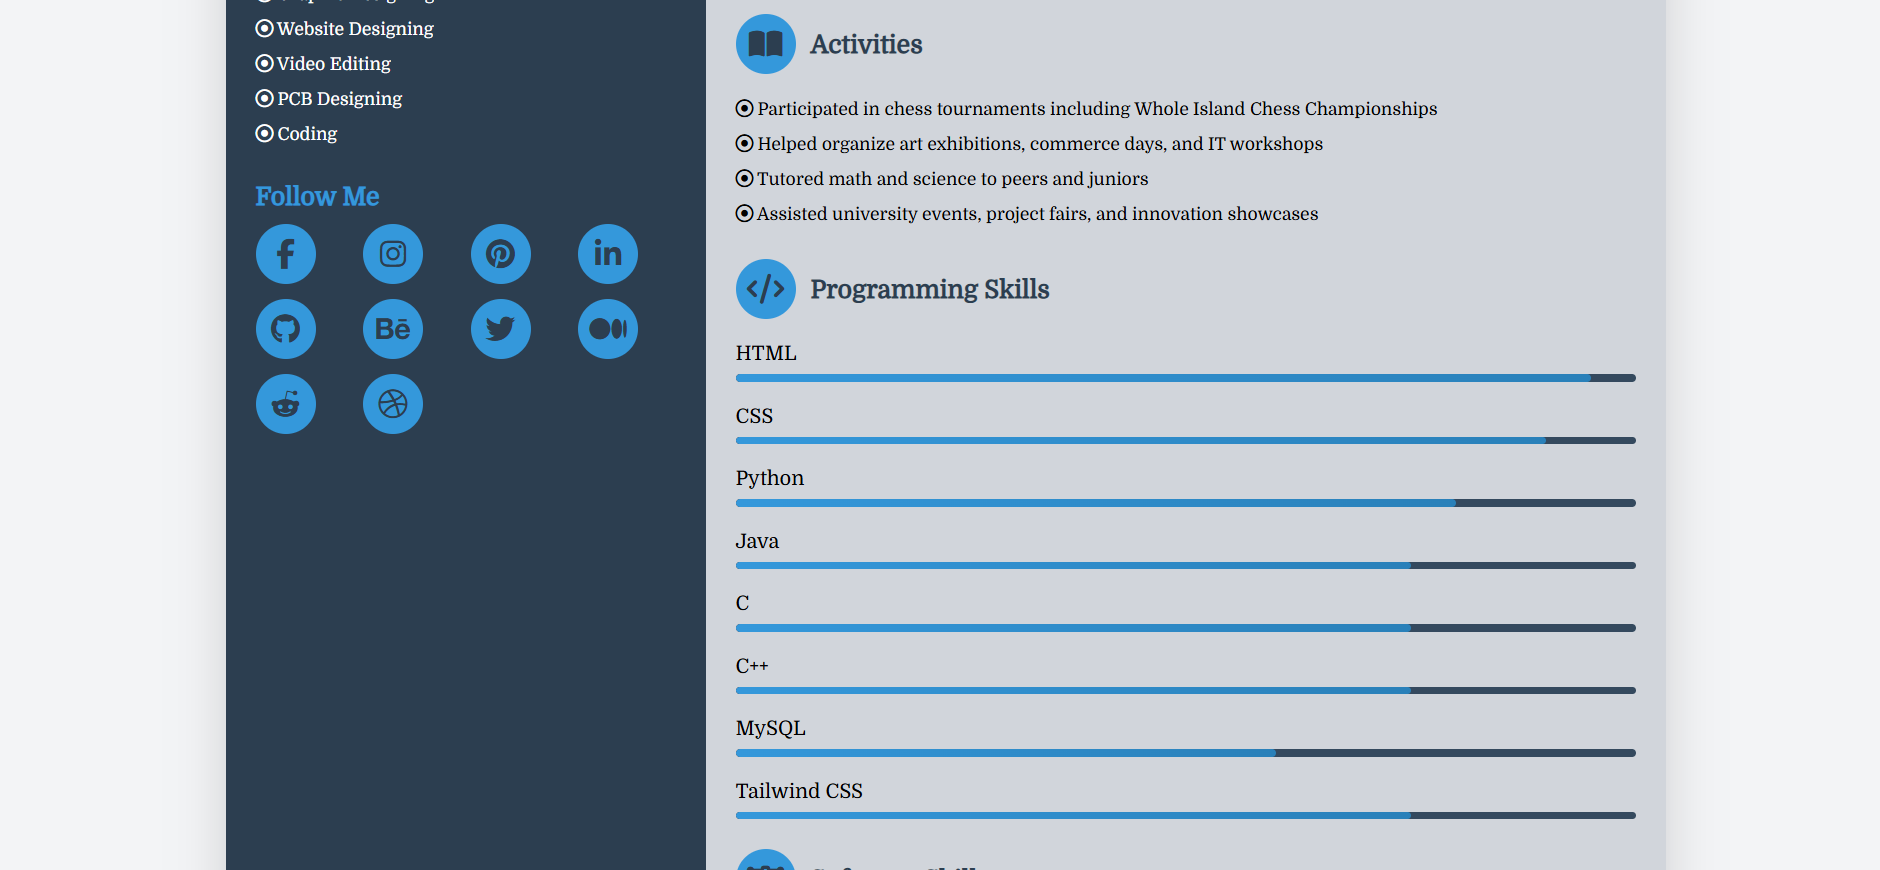 Website Designing
Video Editing
PCB Designing
Coding
Follow Me
Bē
Activities
Participated in chess tournaments including Whole Island Chess Championships
Helped organize art exhibitions, commerce days, and IT workshops
Tutored math and science to peers and juniors
Assisted university events, project fairs, and innovation showcases
Programming Skills
HTML
CSS
Python
Java
C
C++
MySQL
Tailwind CSS